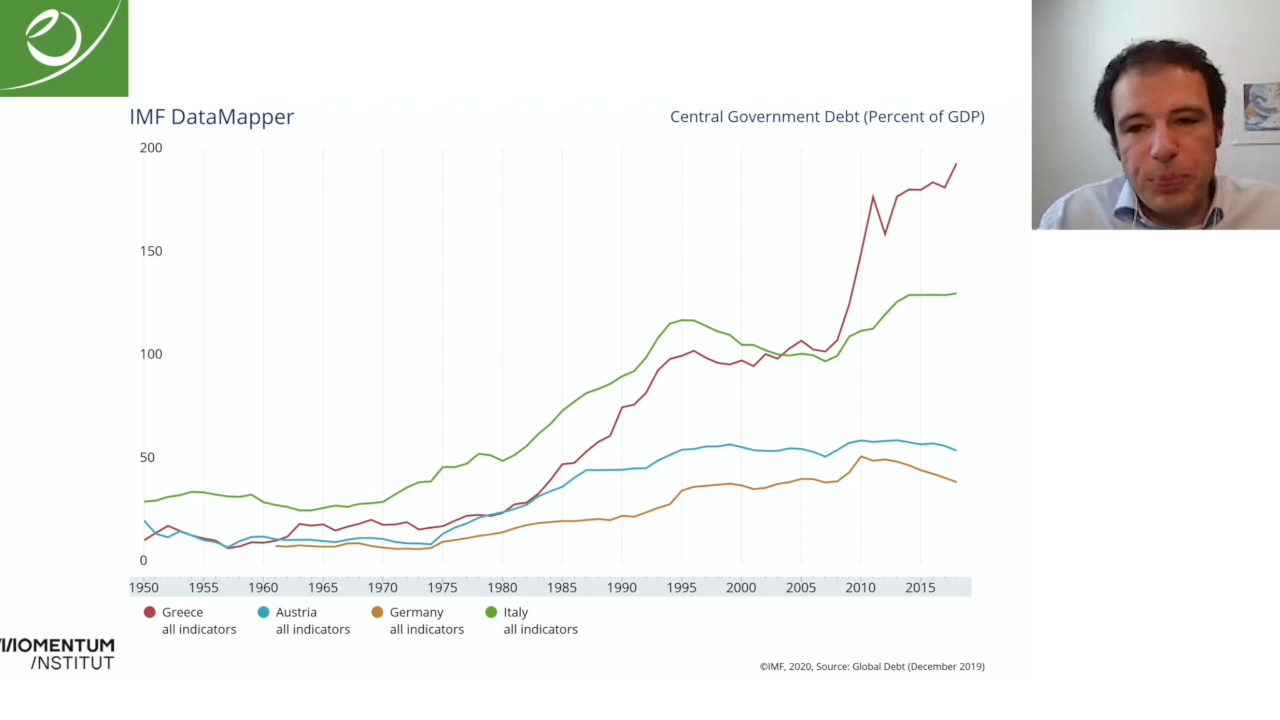 IMF DataMapper
Central Government Debt (Percent of GDP)
200
150
100
50
0
1950 1955 1960 1965 1970 1975 1980 1985 1990 1995 2000 2005 2010 2015
Greece Austria Germany Italy
all indicators all indicators all indicators all indicators
MOMENTUM
/NSTITUT
©IMF, 2020, Source: Global Debt (December 2019)